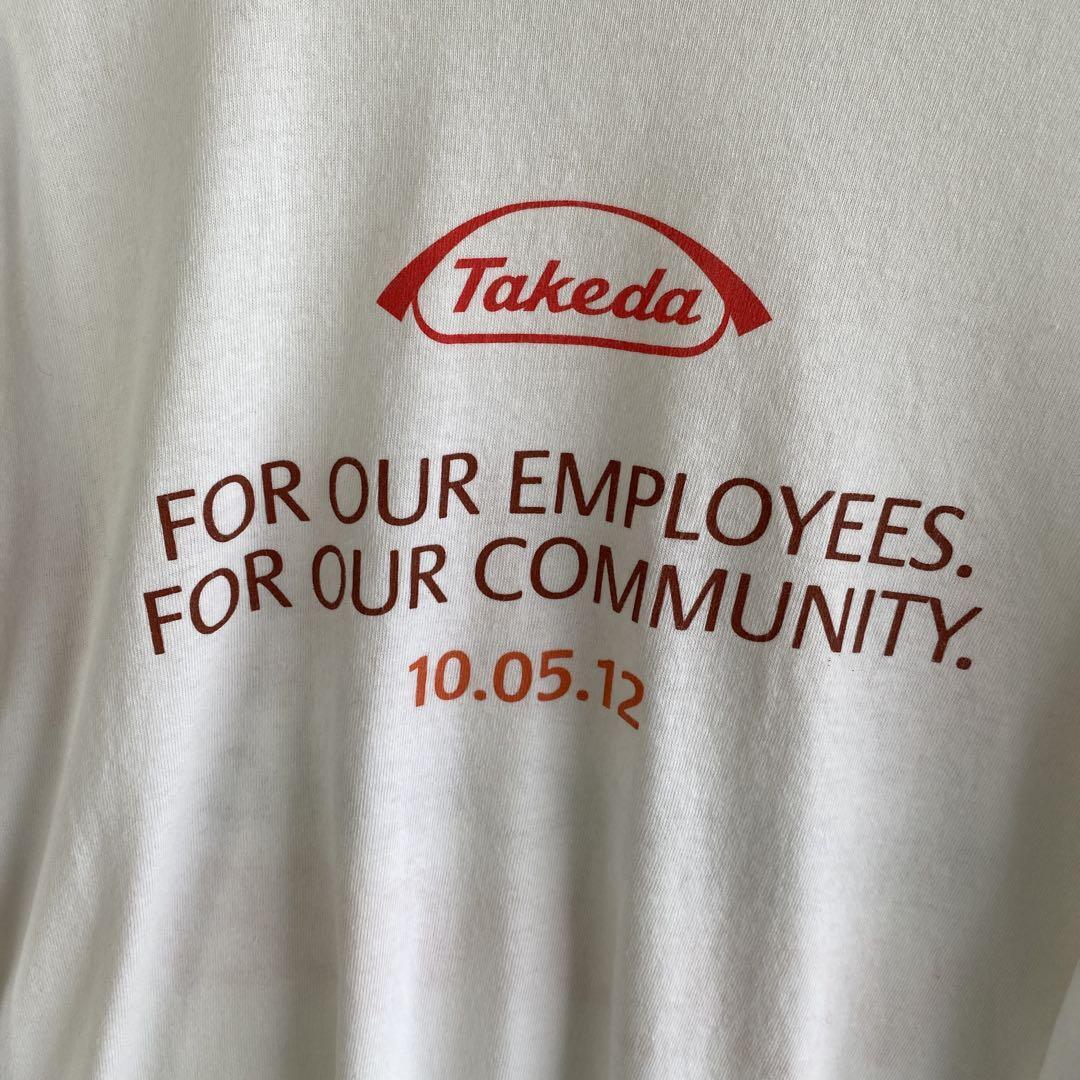 Takeda
FOR OUR EMPLOYEES.
FOR OUR COMMUNITY.
10.05.12